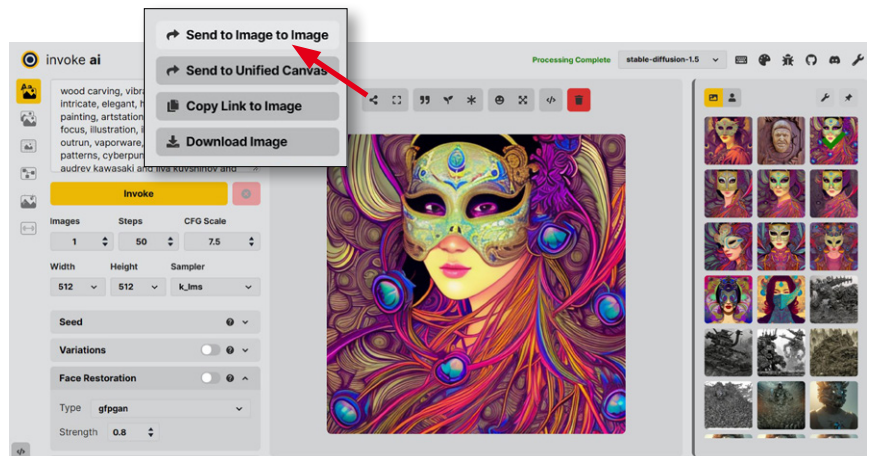 Send to Image to Image
Send to Unified Canvas
Copy Link to Image
Download Image
invoke ai
Processing Complete
stable-diffusion-1.5
wood carving, vibra
intricate, elegant, h
painting, artstation
focus, illustration, i
outrun, vaporware,
patterns, cyberpun
audrey kawasaki and
Invoke
Images Steps CFG Scale
1 50 7.5
Width Height Sampler
512 512 k_lms
Seed
Variations
Face Restoration
Type gfpgan
Strength 0.8